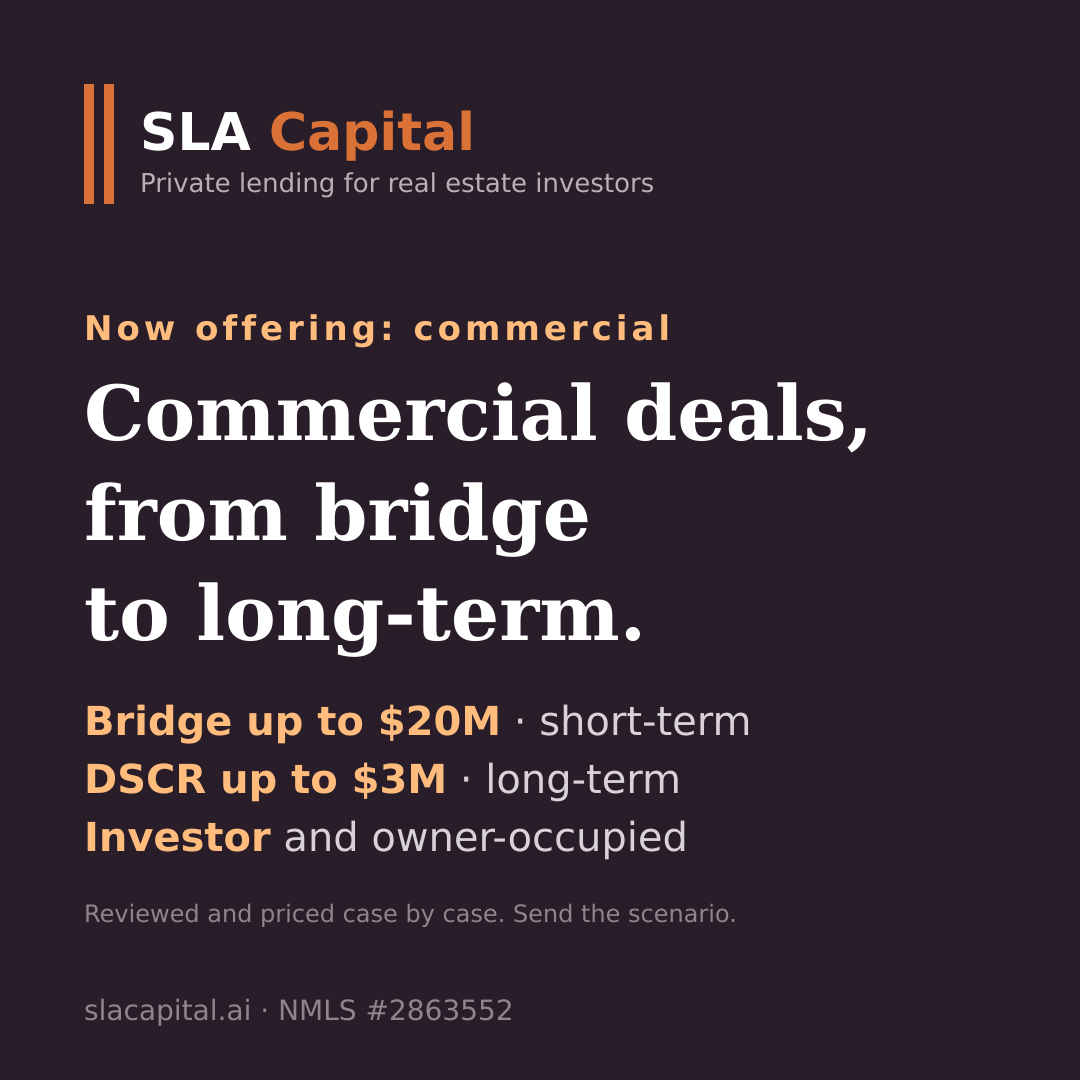 SLA Capital
Private lending for real estate investors
Now offering: commercial
Commercial deals,
from bridge
to long-term.
Bridge up to $20M · short-term
DSCR up to $3M · long-term
Investor and owner-occupied
Reviewed and priced case by case. Send the scenario.
slacapital.ai · NMLS #2863552